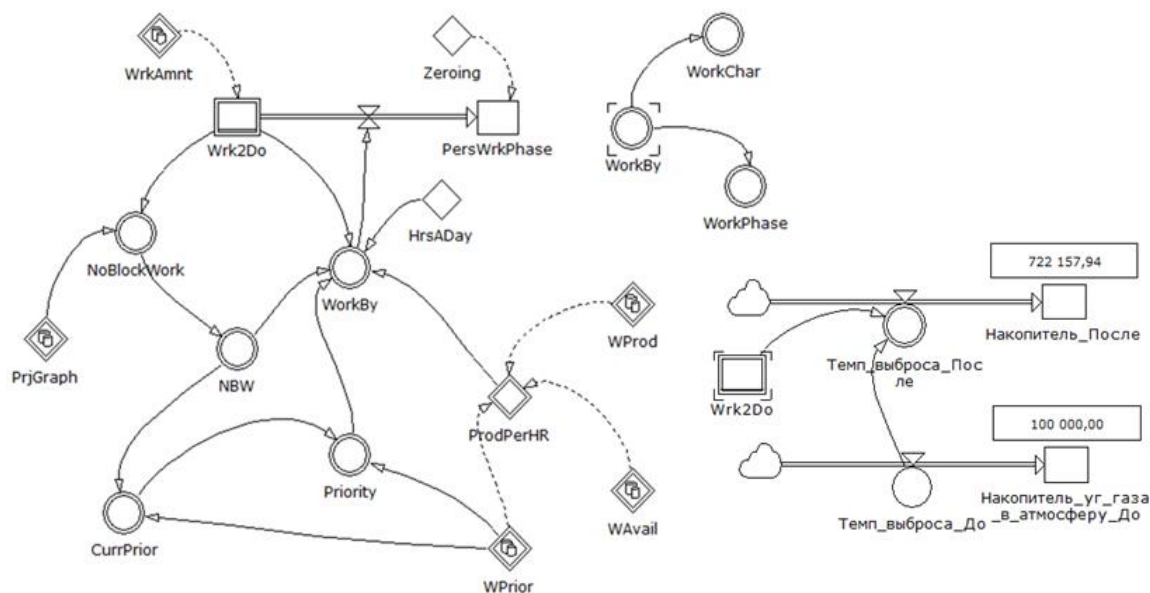 WrkAmnt
Zeroing
WorkChar
Wrk2Do
PersWrkPhase
WorkBy
WorkPhase
HrsADay
NoBlockWork
WorkBy
722 157,94
Накопитель_После
WProd
Темп_выброса_Пос
ле
PrjGraph
NBW
Wrk2Do
ProdPerHR
100 000,00
Priority
WAvail
Темп_выброса_До
Накопитель_уг_газа
_в_атмосферу_До
CurrPrior
WPrior